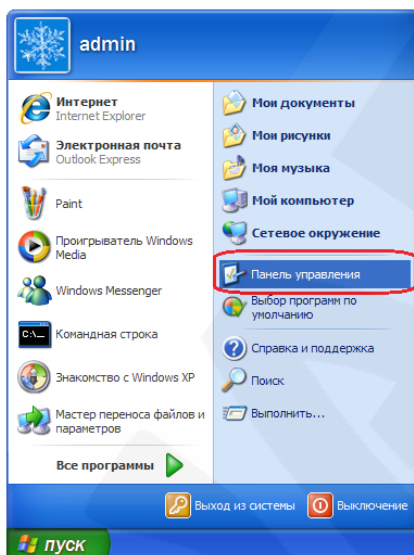 admin
Интернет
Internet Explorer
Электронная почта
Outlook Express
Paint
Проигрыватель Windows
Media
Windows Messenger
C:\_
Командная строка
Знакомство с Windows XP
Мастер переноса файлов и
параметров
Все программы
Мои документы
Мои рисунки
Моя музыка
Мой компьютер
Сетевое окружение
Панель управления
Выбор программ по
умолчанию
Справка и поддержка
Поиск
Выполнить...
Выход из системы
Выключение
пуск